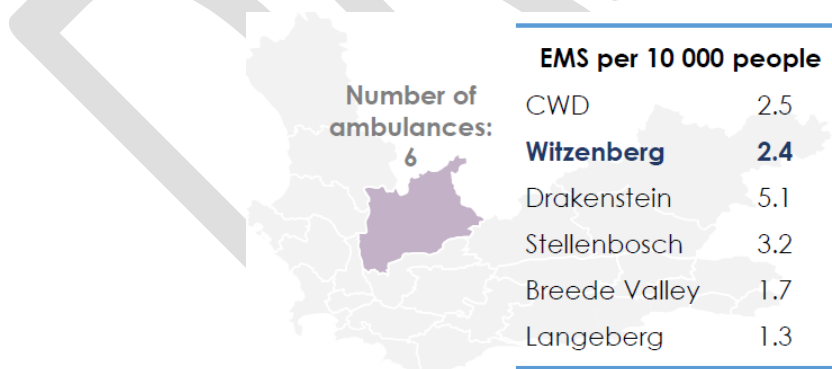 Number of
ambulances:
6
EMS per 10 000 people
CWD 2.5
Witzenberg 2.4
Drakenstein 5.1
Stellenbosch 3.2
Breede Valley 1.7
Langeberg 1.3